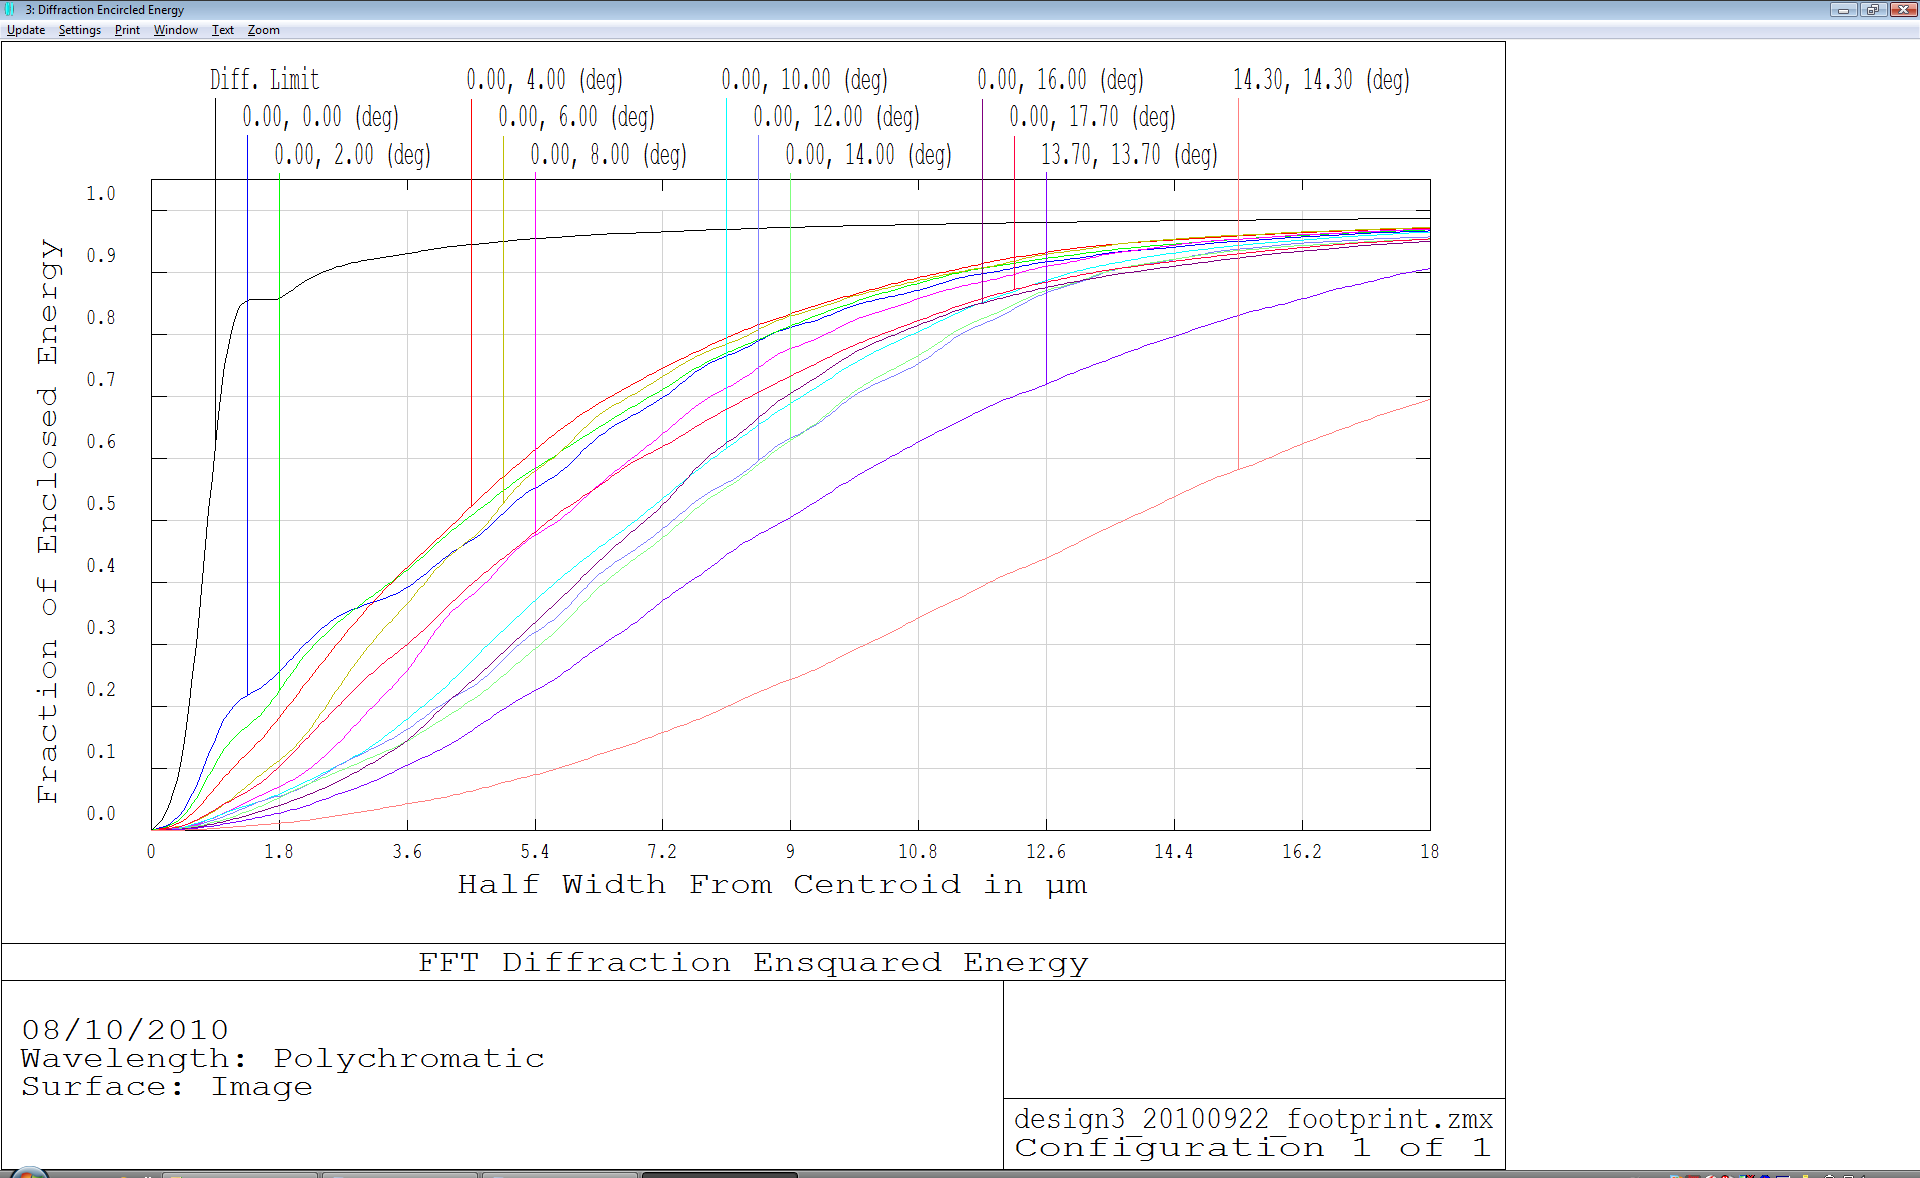 3: Diffraction Encircled Energy
Update Settings Print Window Text Zoom
Diff. Limit 0.00, 4.00 (deg) 0.00, 10.00 (deg) 0.00, 16.00 (deg) 14.30, 14.30 (deg)
0.00, 0.00 (deg) 0.00, 6.00 (deg) 0.00, 12.00 (deg) 0.00, 17.70 (deg)
0.00, 2.00 (deg) 0.00, 8.00 (deg) 0.00, 14.00 (deg) 13.70, 13.70 (deg)
Fraction of Enclosed Energy
1.0
0.9
0.8
0.7
0.6
0.5
0.4
0.3
0.2
0.1
0.0
0 1.8 3.6 5.4 7.2 9 10.8 12.6 14.4 16.2 18
Half Width From Centroid in µm
FFT Diffraction Ensquared Energy
08/10/2010
Wavelength: Polychromatic
Surface: Image
design3_20100922_footprint.zmx
Configuration 1 of 1